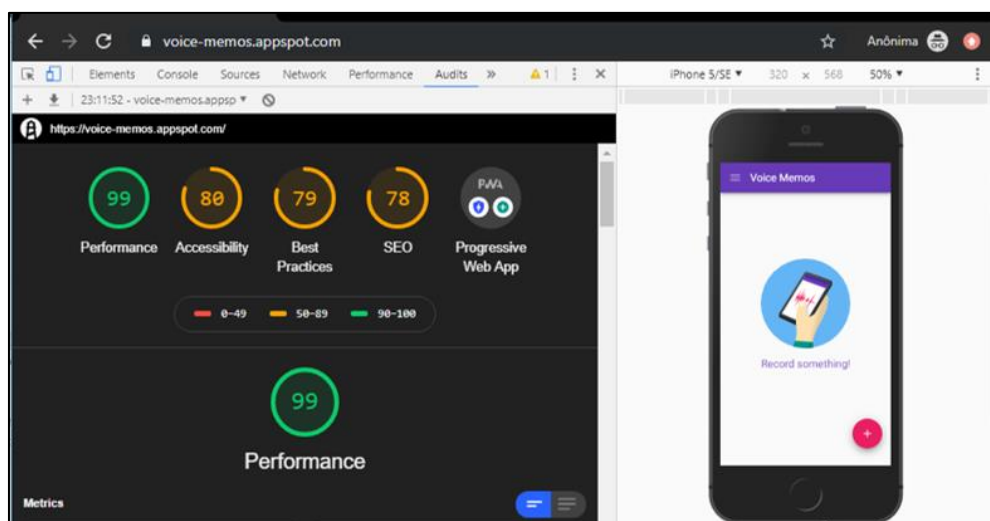 voice-memos.appspot.com Anônima
Elements Console Sources Network Performance Audits » 1
iPhone 5/SE ▼ 320 x 568 50% ▼
23:11:52 - voice-memos.appsp ▼
https://voice-memos.appspot.com/
99 80 79 78 PWA
Performance Accessibility Best Practices SEO Progressive Web App
0-49 50-89 90-100
99
Performance
Metrics
Voice Memos
Record something!
+